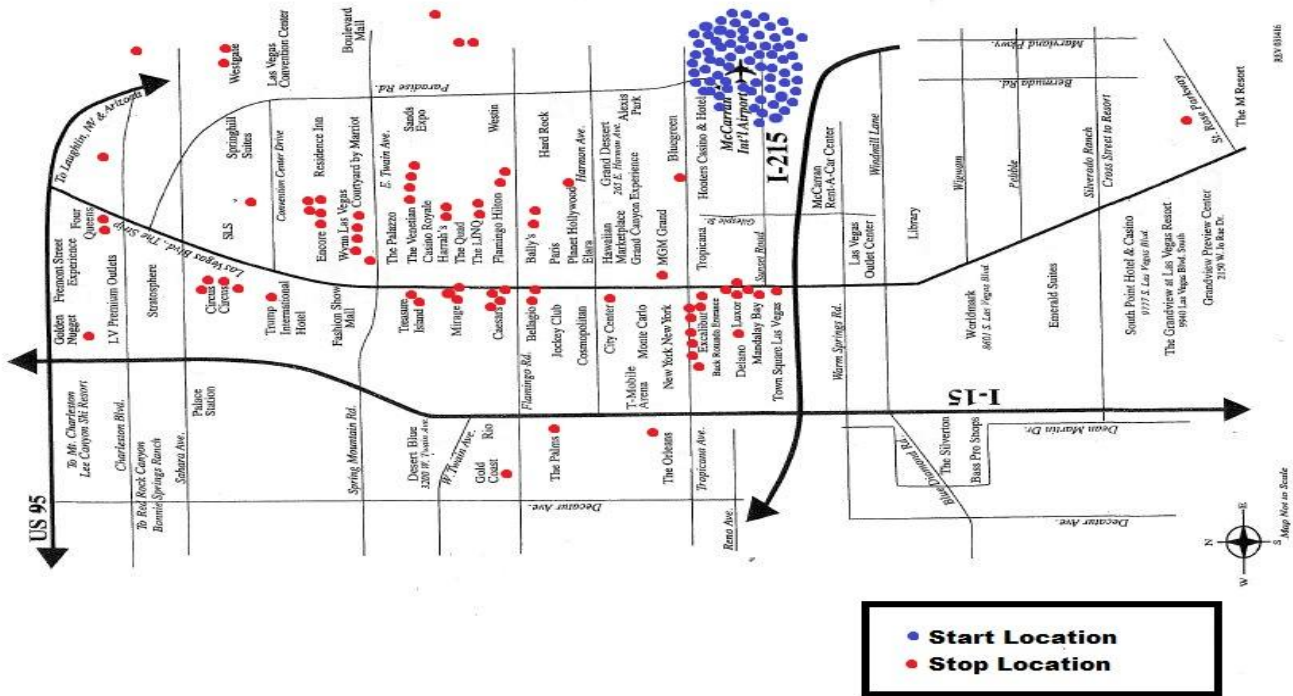 US 95
To Laughlin, NV & Arizona
Las Vegas Blvd. The Strip
To Mt. Charleston
Lee Canyon Ski Resort
Charleston Blvd.
To Red Rock Canyon
Bonnie Springs Ranch
Sahara Ave.
Golden
Nugget
Fremont Street
Experience
Four
Queens
LV Premium Outlets
Stratosphere
Palace
Station
Circus
Circus
SLS
Springhill
Suites
Westgate
Las Vegas
Convention Center
Convention Center Drive
Trump
International
Hotel
Residence Inn
Encore
Wynn Las Vegas
Courtyard by Marriot
Fashion Show
Mall
Boulevard
Mall
Spring Mountain Rd.
E. Twain Ave.
Paradise Rd.
The Palazzo
The Venetian
Sands
Expo
Casino Royale
Harrah's
The Quad
The LINQ
Flamingo Hilton
Westin
Treasure
Island
Mirage
Caesars
Desert Blue
3200 W. Twain Ave.
W. Twain Ave.
Gold
Coast
Rio
Flamingo Rd.
Bellagio
Bally's
Jockey Club
Paris
Hard Rock
Cosmopolitan
Planet Hollywood
Elara
Harmon Ave.
The Palms
City Center
Hawaiian
Marketplace
Grand Dessert
265 E. Harmon Ave.
Grand Canyon Experience
Alexis
Park
T-Mobile
Arena
Monte Carlo
New York New York
MGM Grand
Bluegreen
The Orleans
Tropicana Ave.
Tropicana
Hooters Casino & Hotel
McCarran
Int'l Airport
Excalibur
Back Rotunda Entrance
Luxor
Delano
Mandalay Bay
Town Square Las Vegas
Reno Ave.
Gillespie St.
Sunset Road
I-215
Warm Springs Rd.
Las Vegas
Outlet Center
McCarran
Rent-A-Car Center
Windmill Lane
Blue Diamond Rd.
Library
The Silverton
Bass Pro Shops
Decatur Ave.
Decatur Ave.
I-15
Dean Martin Dr.
Wigwam
Worldmark
8601 S. Las Vegas Blvd.
Pebble
Emerald Suites
Maryland Pkwy.
Bermuda Rd.
Silverado Ranch
Cross Street to Resort
South Point Hotel & Casino
9777 S. Las Vegas Blvd.
The Grandview at Las Vegas Resort
9940 Las Vegas Blvd. South
Grandview Preview Center
St. Rose Parkway
The M Resort
REV 031416
N
E
S
W
Map Not to Scale
Start Location
Stop Location